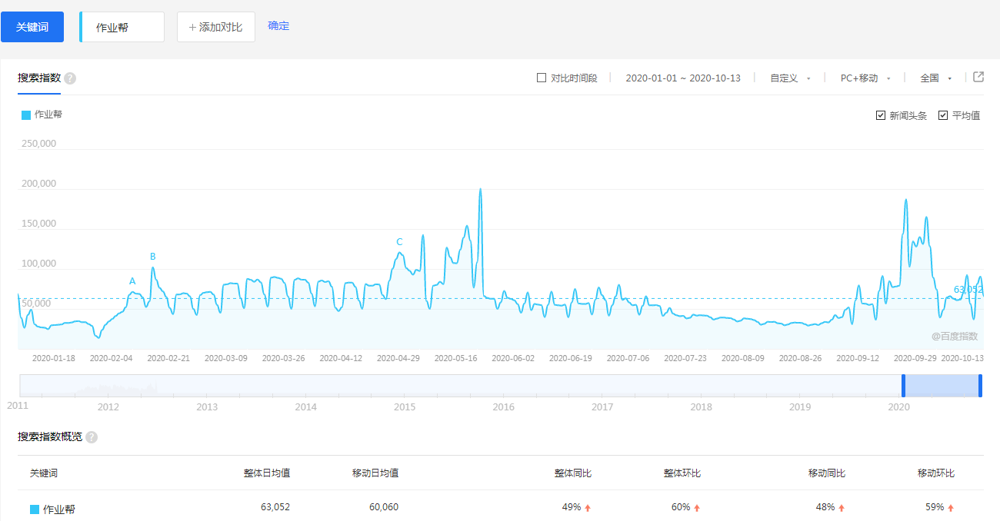 关键词 作业帮 +添加对比 确定
搜索指数 ? 对比时间段 2020-01-01 ~ 2020-10-13 自定义 PC+移动 全国
作业帮 新闻头条 平均值
250,000
200,000
150,000
100,000
50,000
A
B
C
63,052
@百度指数
2020-01-18 2020-02-04 2020-02-21 2020-03-09 2020-03-26 2020-04-12 2020-04-29 2020-05-16 2020-06-02 2020-06-19 2020-07-06 2020-07-23 2020-08-09 2020-08-26 2020-09-12 2020-09-29 2020-10-13
2011 2012 2013 2014 2015 2016 2017 2018 2019 2020
搜索指数概览 ?
关键词 整体日均值 移动日均值 整体同比 整体环比 移动同比 移动环比
作业帮 63,052 60,060 49% 60% 48% 59%